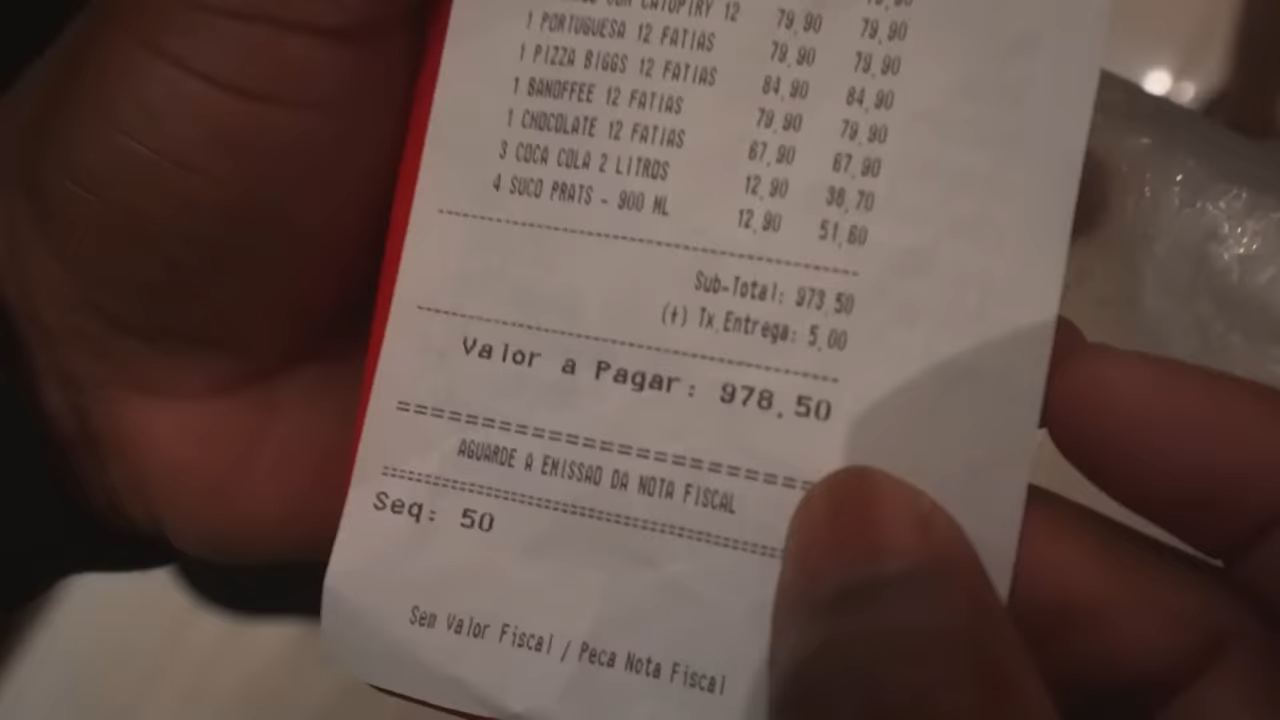 CATUPIRY 12 79,90 79,90
1 PORTUGUESA 12 FATIAS 79,90 79,90
1 PIZZA BIGGS 12 FATIAS 84,90 84,90
1 BANOFFEE 12 FATIAS 79,90 79,90
1 CHOCOLATE 12 FATIAS 67,90 67,90
3 COCA COLA 2 LITROS 12,90 38,70
4 SUCO PRATS - 900 ML 12,90 51,60
Sub-Total: 973,50
(+) Tx.Entrega: 5,00
Valor a Pagar: 978,50
AGUARDE A EMISSAO DA NOTA FISCAL
Seq: 50
Sem Valor Fiscal / Peca Nota Fiscal